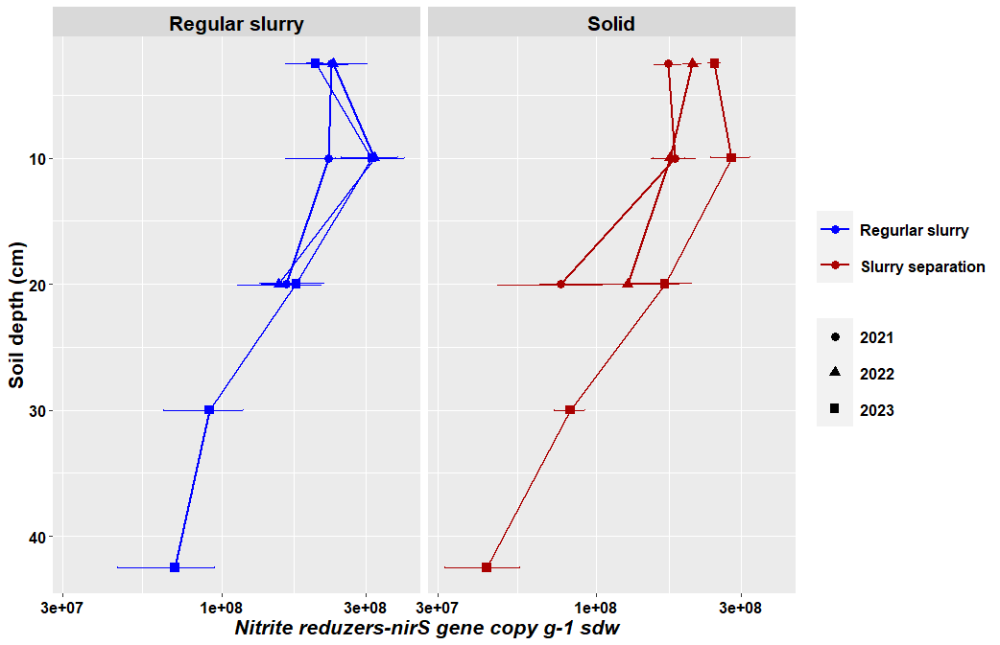 Regular slurry
Solid
10
20
30
40
Soil depth (cm)
3e+07
1e+08
3e+08
3e+07
1e+08
3e+08
Nitrite reduzers-nirS gene copy g-1 sdw
Regurlar slurry
Slurry separation
2021
2022
2023